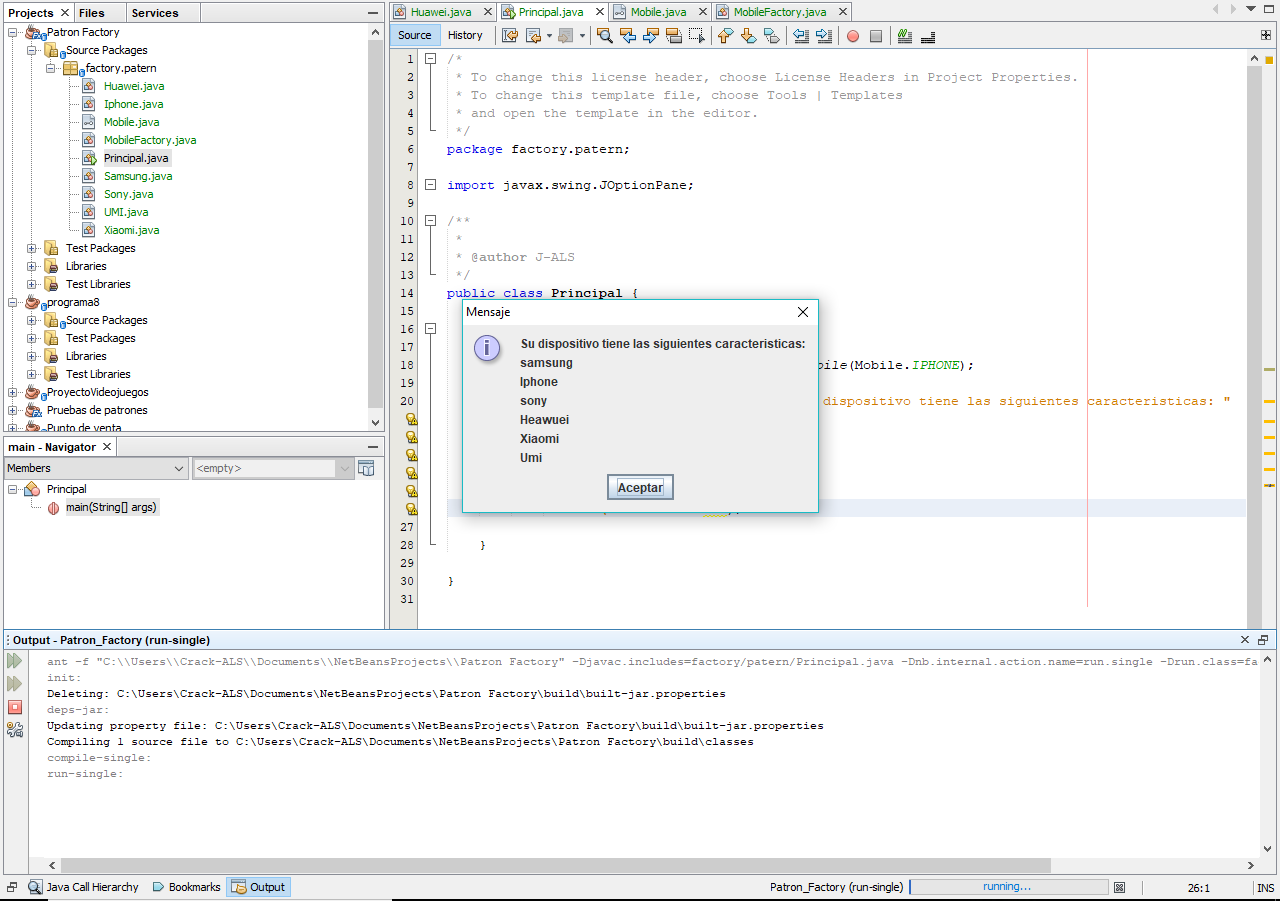 Projects
Files
Services
Patron Factory
Source Packages
factory.patern
Huawei.java
Iphone.java
Mobile.java
MobileFactory.java
Principal.java
Samsung.java
Sony.java
UMI.java
Xiaomi.java
Test Packages
Libraries
Test Libraries
programa8
Source Packages
Test Packages
Libraries
Test Libraries
ProyectoVideojuegos
Pruebas de patrones
Punto de venta
main - Navigator
Members
<empty>
Principal
main(String[] args)
Huawei.java
Principal.java
Mobile.java
MobileFactory.java
Source
History
1 /*
2 * To change this license header, choose License Headers in Project Properties.
3 * To change this template file, choose Tools | Templates
4 * and open the template in the editor.
5 */
6 package factory.patern;
7
8 import javax.swing.JOptionPane;
9
10 /**
11 *
12 * @author J-ALS
13 */
14 public class Principal {
15
16
17
18 (Mobile.IPHONE);
19
20 dispositivo tiene las siguientes caracteristicas: "
27
28 }
29
30 }
31
Mensaje
Su dispositivo tiene las siguientes caracteristicas:
samsung
Iphone
sony
Heawuei
Xiaomi
Umi
Aceptar
Output - Patron_Factory (run-single)
ant -f "C:\\Users\\Crack-ALS\\Documents\\NetBeansProjects\\Patron Factory" -Djavac.includes=factory/patern/Principal.java -Dnb.internal.action.name=run.single -Drun.class=fa
init:
Deleting: C:\Users\Crack-ALS\Documents\NetBeansProjects\Patron Factory\build\built-jar.properties
deps-jar:
Updating property file: C:\Users\Crack-ALS\Documents\NetBeansProjects\Patron Factory\build\built-jar.properties
Compiling 1 source file to C:\Users\Crack-ALS\Documents\NetBeansProjects\Patron Factory\build\classes
compile-single:
run-single:
Java Call Hierarchy
Bookmarks
Output
Patron_Factory (run-single)
running...
26:1
INS